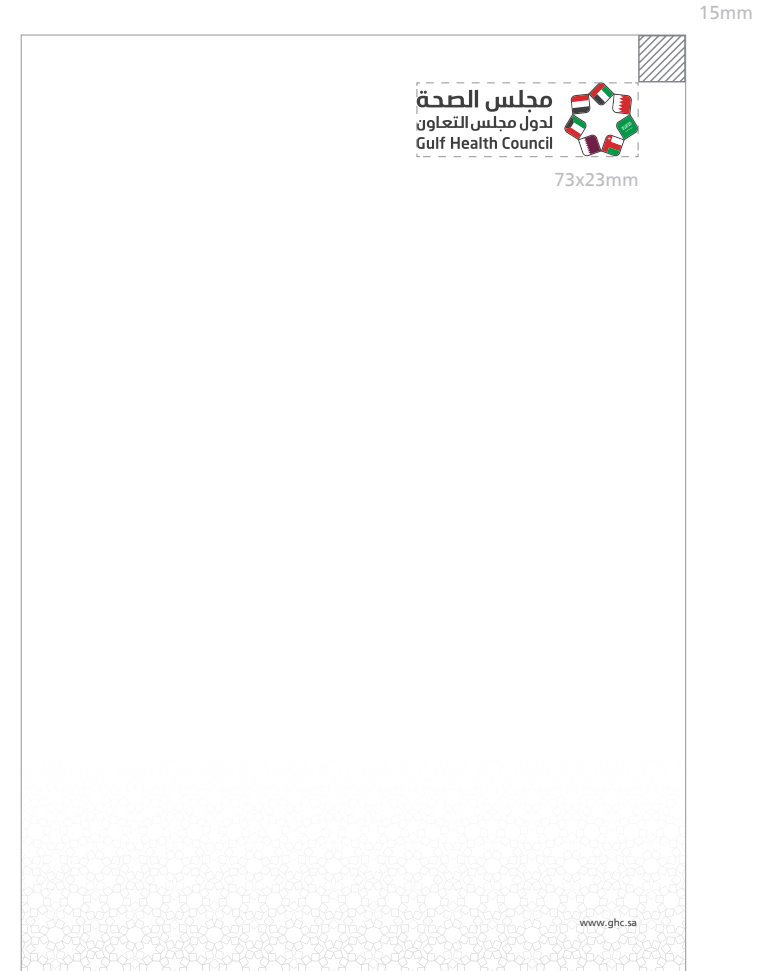 15mm
مجلس الصحة
لدول مجلس التعاون
Gulf Health Council
73x23mm
www.ghc.sa